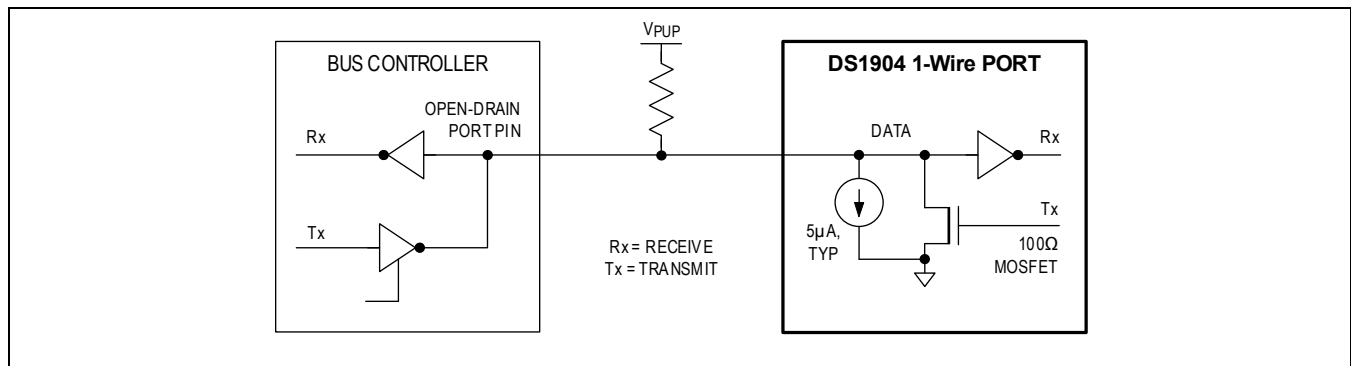 VPUP
BUS CONTROLLER
DS1904 1-Wire PORT
OPEN-DRAIN
PORT PIN
Rx
DATA
Rx
Tx
Tx
5µA,
TYP
Rx = RECEIVE
Tx = TRANSMIT
100Ω
MOSFET